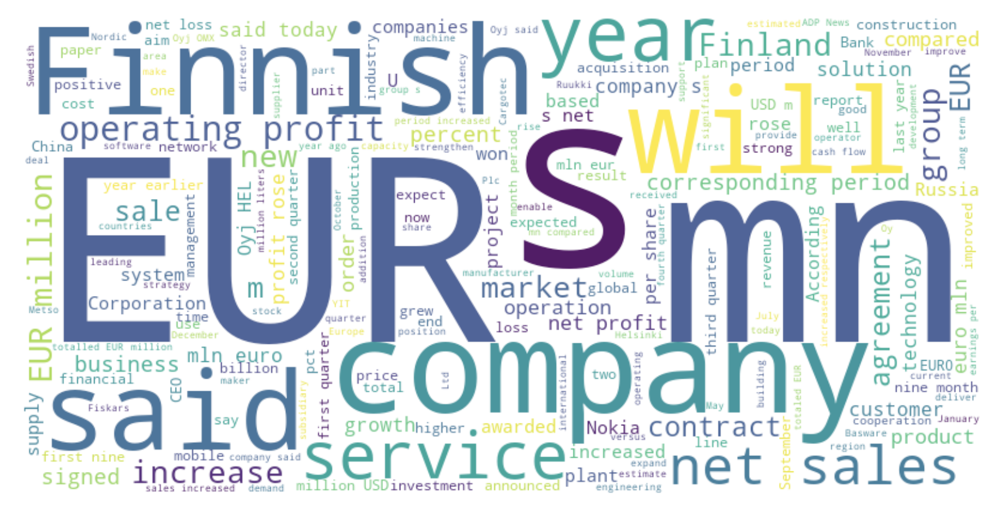 Finnish
year
net loss
said today
companies
Oyj said
estimated
ADP News
construction
Nordic
aim
Oyj OMX
machine
Finland
Bank
compared
Swedish
paper
area
director
industry
November
improve
make
part
efficiency
acquisition
support
plan
period
solution
EUR
positive
one
supplier
unit
U
group s
Cargotec
Ruukki
company s
significant
cost
based
USD m
report
good
last year
development
group
operating profit
period increased
percent
rise
s net
will
rose
provide
well
operator
long term
China
software
network
new
year ago
capacity
strengthen
won
month period
S
first
strong
cash flow
deal
mln eur
result
corresponding period
Russia
million
EUR
year earlier
Oyj HEL
million liters
profit rose
second quarter
October
production
expect
project
Plc
received
mn
sale
management
now
share
enable
expected
mn compared
per share
fourth quarter
revenue
According
increased respectively
Oy
improved
countries
order
addition
leading
system
strategy
m
manufacturer
market
volume
global
third quarter
agreement
technology
Metso
Corporation
time
stock
YIT
grew
end
position
operation
July
use
December
quarter
Europe
loss
net profit
Helsinki
today
euro mln
earnings per
EUR
totalled EUR million
mln euro
pct
company
business
billion
first quarter
price
total
Ltd
international
two
operating
building
totaled EUR
EURO
current
financial
CEO
maker
nine month
deliver
supply
said
Fiskars
say
subsidiary
May
customer
cooperation
January
growth
higher
awarded
Nokia
versus
contract
September
Basware
product
service
line
region
first nine
mobile
company said
increased
expand
net sales
signed
increase
plant
estimate
sales increased
demand
million USD
investment
announced
engineering